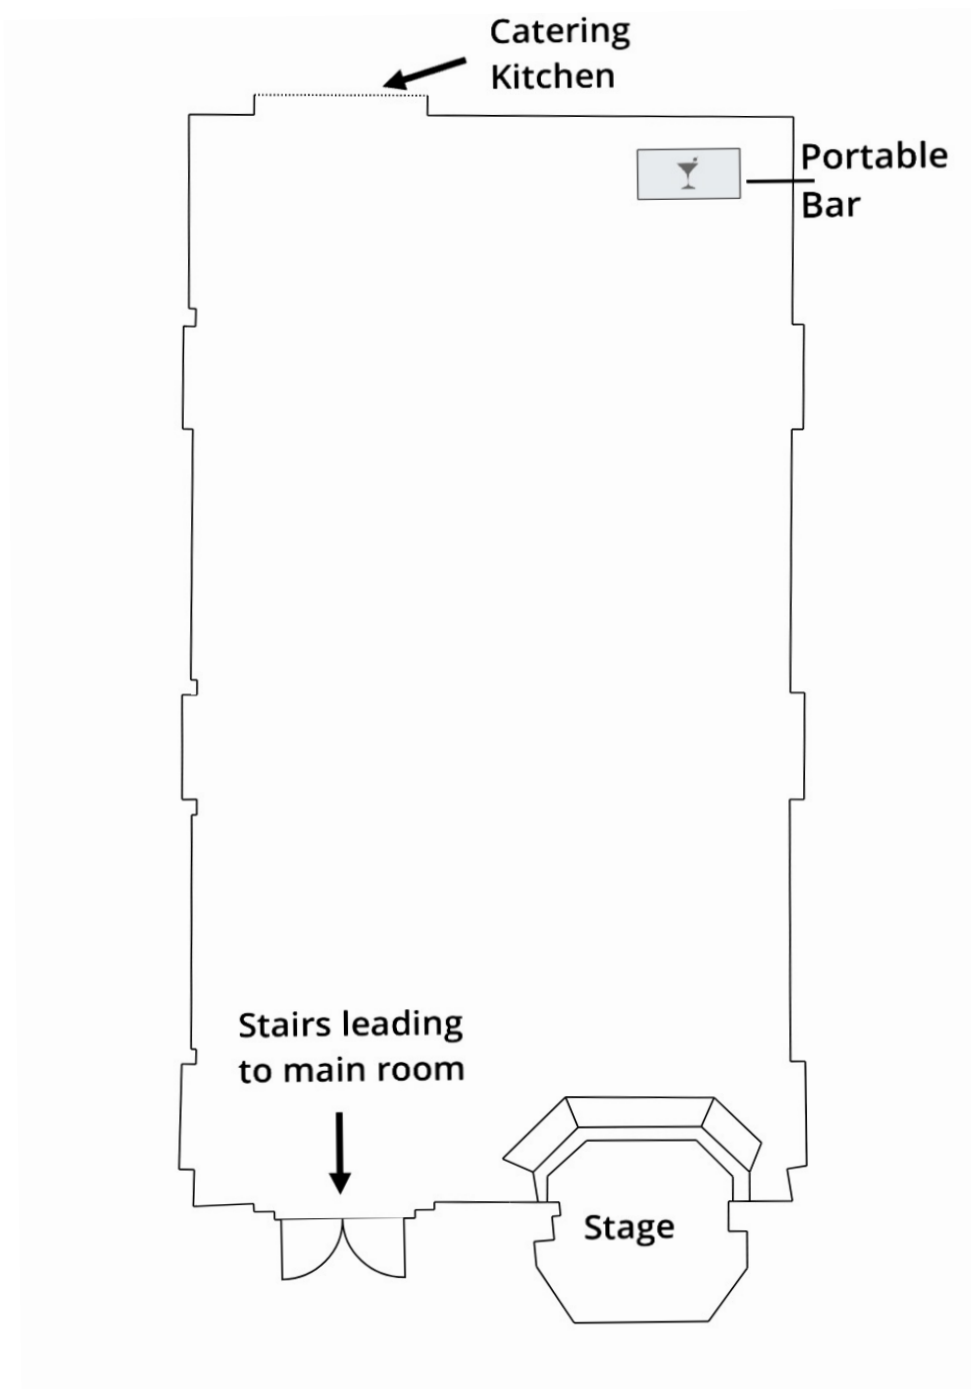 Catering
Kitchen
Portable
Bar
Stairs leading
to main room
Stage